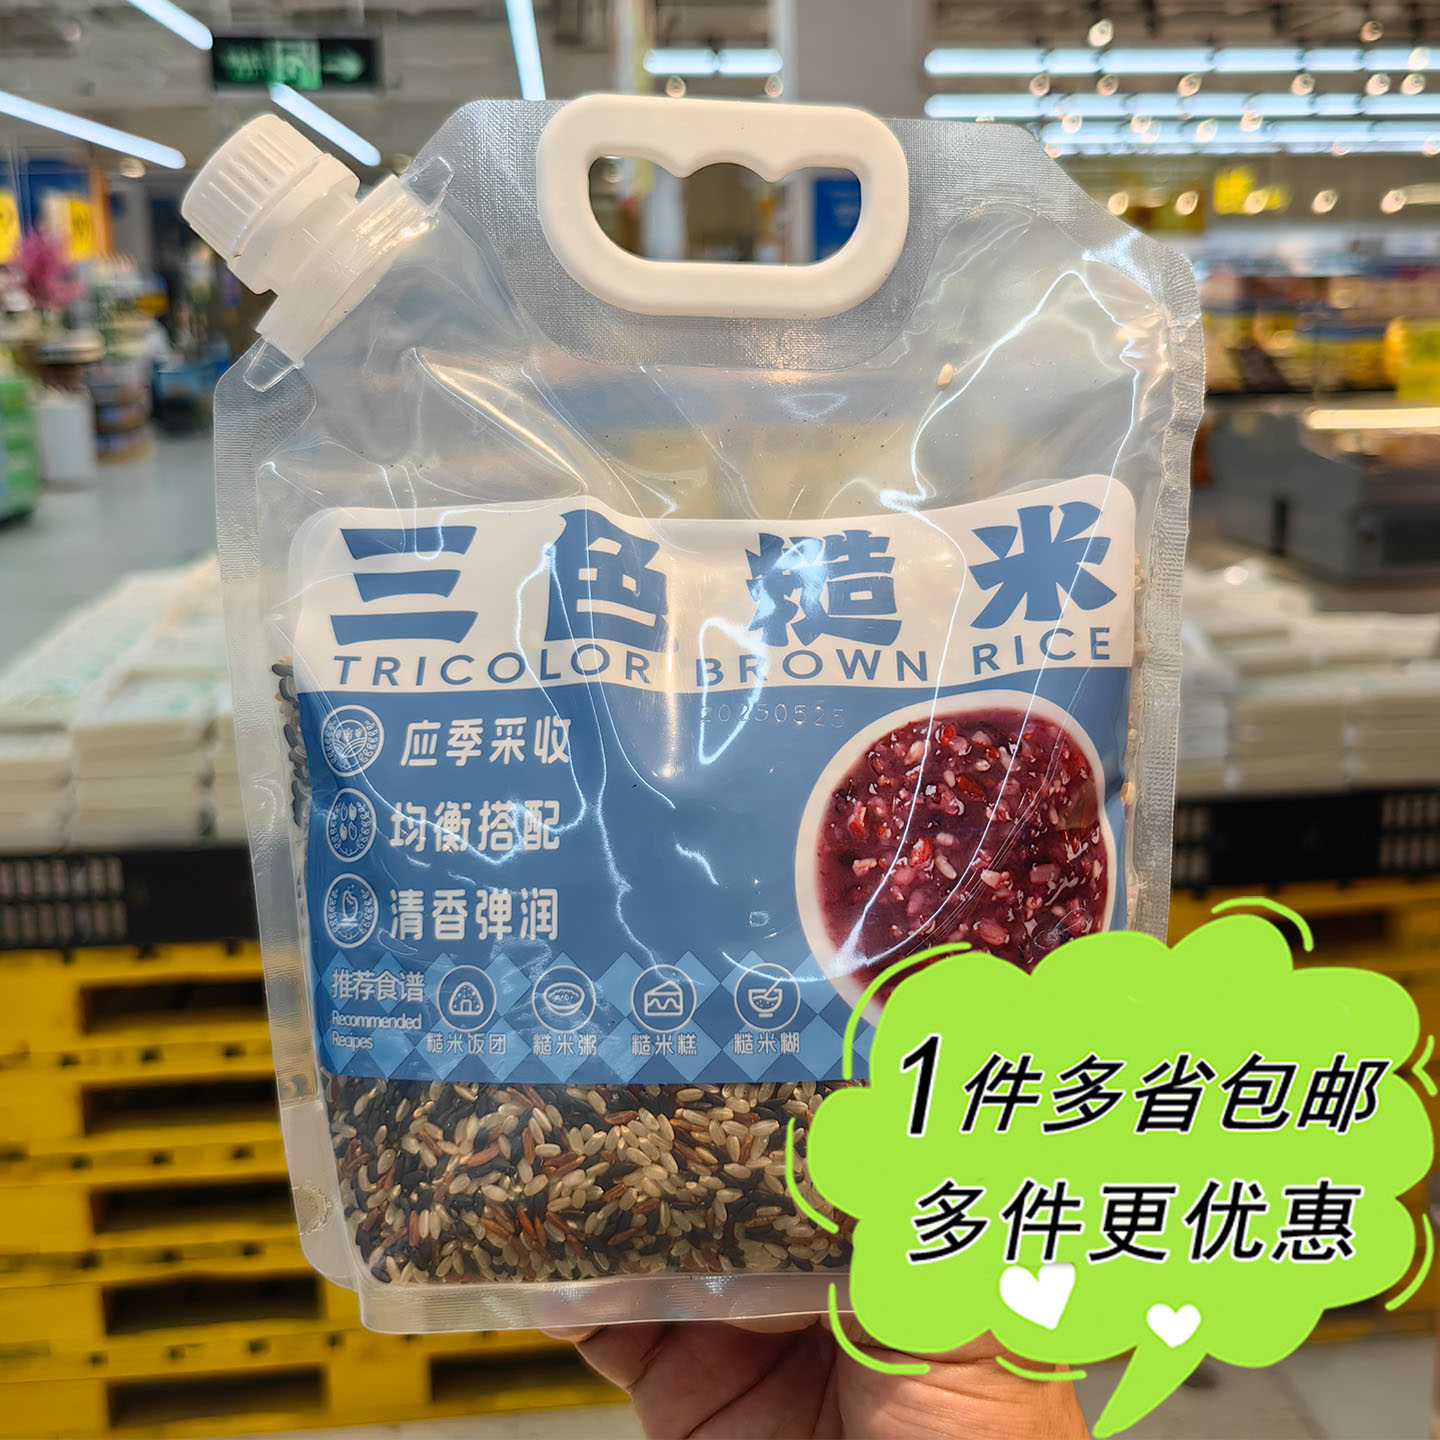 三色糙米
TRICOLOR BROWN RICE
20250525
应季采收
均衡搭配
清香弹润
推荐食谱
Recommended
Recipes
糙米饭团
糙米粥
糙米糕
糙米糊
1件多省包邮
多件更优惠